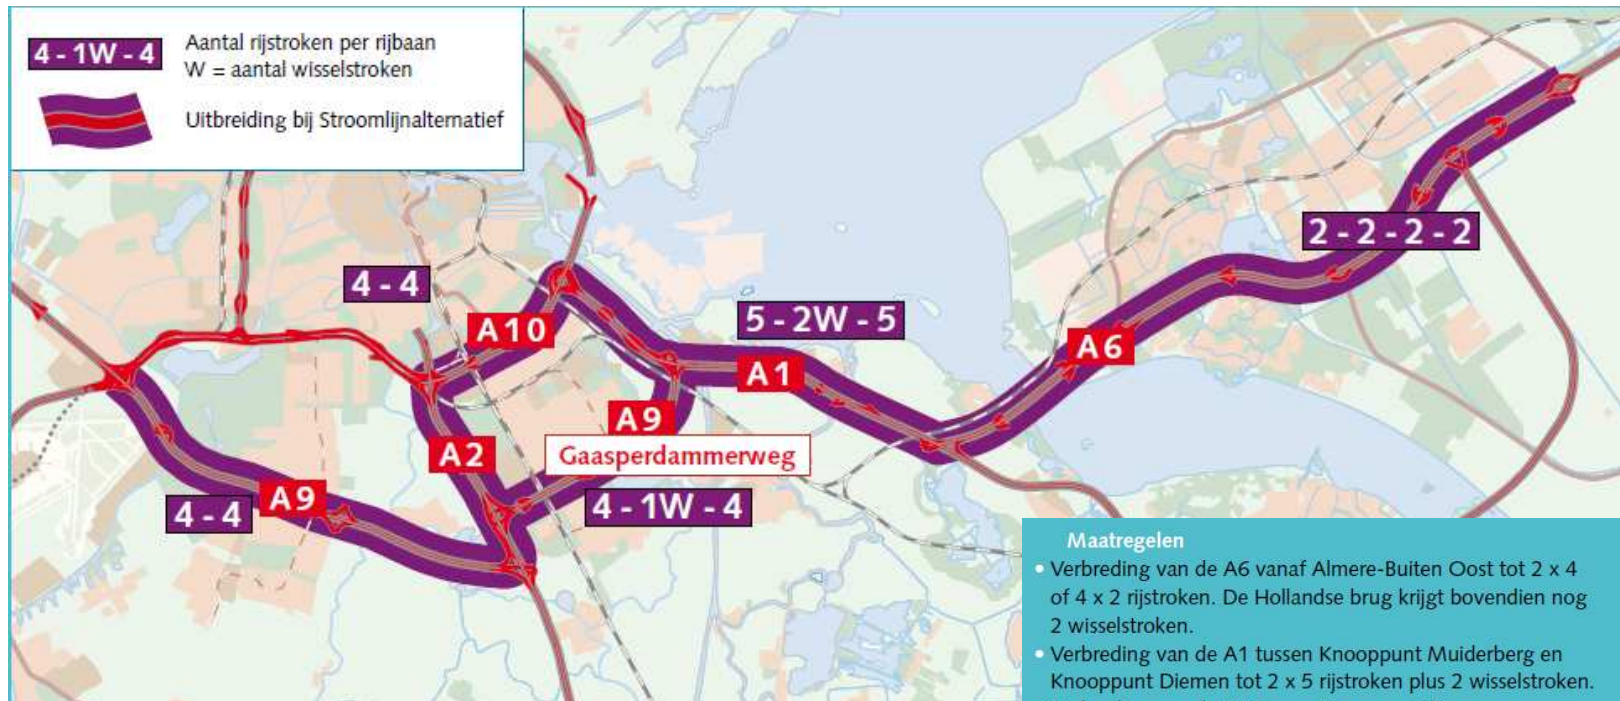 4 - 1W - 4
Aantal rijstroken per rijbaan
W = aantal wisselstroken
Uitbreiding bij Stroomlijnalternatief
2 - 2 - 2 - 2
4 - 4
A10
5 - 2W - 5
A1
A6
A9
A2
Gaasperdammerweg
4 - 4
A9
4 - 1W - 4
Maatregelen
• Verbreding van de A6 vanaf Almere-Buiten Oost tot 2 x 4
of 4 x 2 rijstroken. De Hollandse brug krijgt bovendien nog
2 wisselstroken.
• Verbreding van de A1 tussen Knooppunt Muiderberg en
Knooppunt Diemen tot 2 x 5 rijstroken plus 2 wisselstroken.